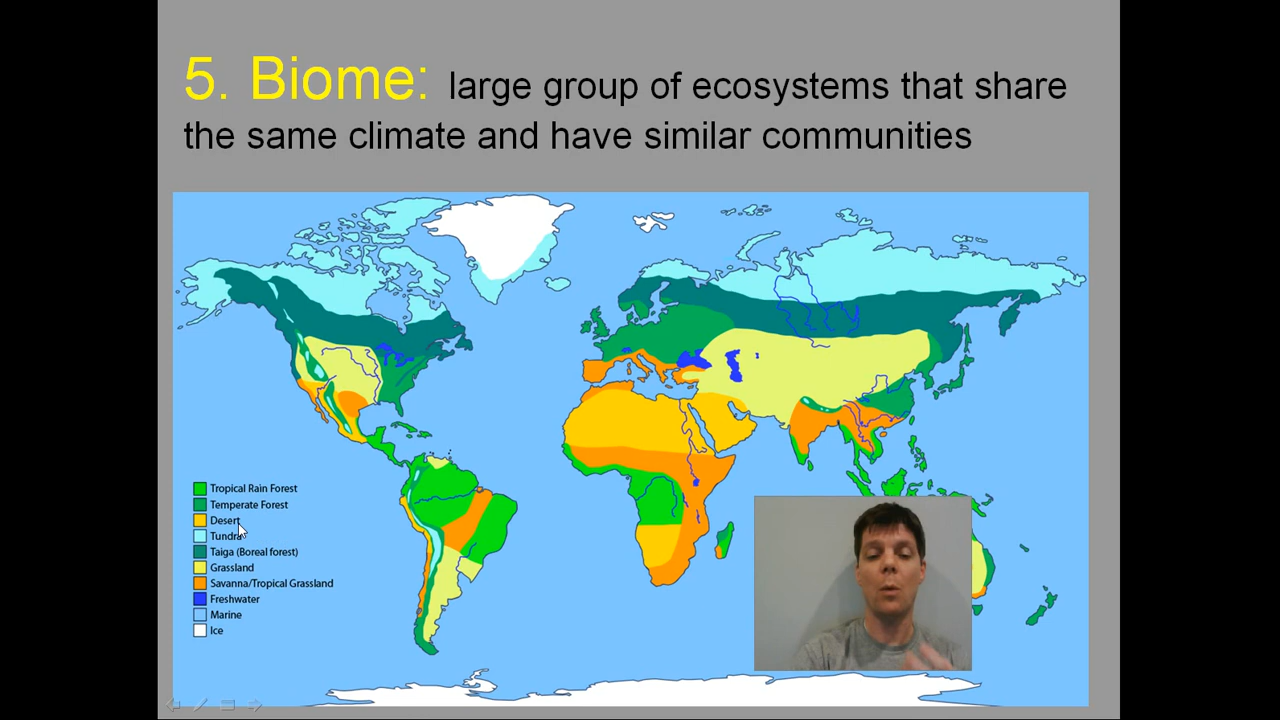 5. Biome: large group of ecosystems that share
the same climate and have similar communities
Tropical Rain Forest
Temperate Forest
Desert
Tundra
Taiga (Boreal forest)
Grassland
Savanna/Tropical Grassland
Freshwater
Marine
Ice